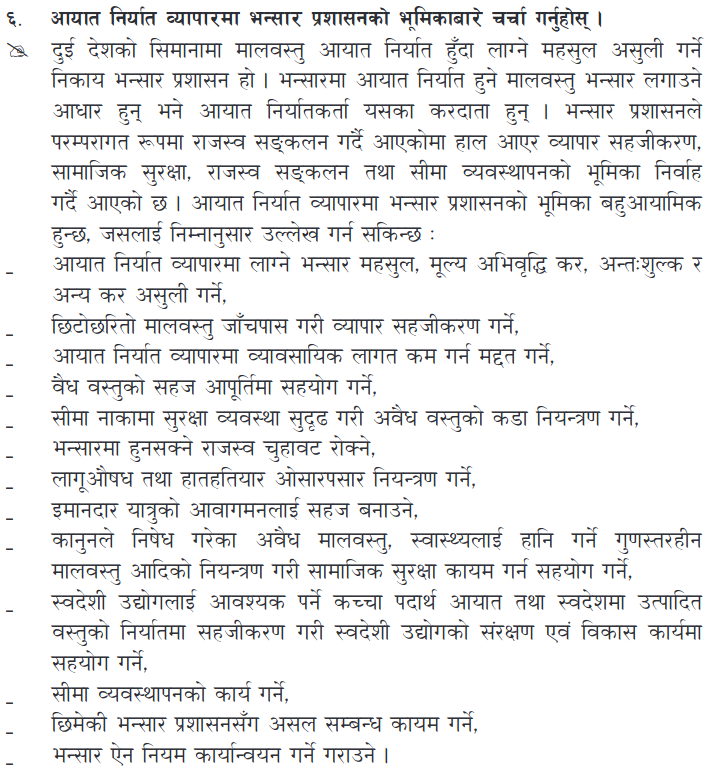 ६. आयात निर्यात व्यापारमा भन्सार प्रशासनको भूमिकाबारे चर्चा गर्नुहोस् ।
दुई देशको सिमानामा मालवस्तु आयात निर्यात हुँदा लाग्ने महसुल असुली गर्ने
निकाय भन्सार प्रशासन हो । भन्सारमा आयात निर्यात हुने मालवस्तु भन्सार लगाउने
आधार हुन् भने आयात निर्यातकर्ता यसका करदाता हुन् । भन्सार प्रशासनले
परम्परागत रूपमा राजस्व सङ्कलन गर्दै आएकोमा हाल आएर व्यापार सहजीकरण,
सामाजिक सुरक्षा, राजस्व सङ्कलन तथा सीमा व्यवस्थापनको भूमिका निर्वाह
गर्दै आएको छ । आयात निर्यात व्यापारमा भन्सार प्रशासनको भूमिका बहुआयामिक
हुन्छ, जसलाई निम्नानुसार उल्लेख गर्न सकिन्छ :
- आयात निर्यात व्यापारमा लाग्ने भन्सार महसुल, मूल्य अभिवृद्धि कर, अन्तःशुल्क र
अन्य कर असुली गर्ने,
- छिटोछरितो मालवस्तु जाँचपास गरी व्यापार सहजीकरण गर्ने,
- आयात निर्यात व्यापारमा व्यावसायिक लागत कम गर्न मद्दत गर्ने,
- वैध वस्तुको सहज आपूर्तिमा सहयोग गर्ने,
- सीमा नाकामा सुरक्षा व्यवस्था सुदृढ गरी अवैध वस्तुको कडा नियन्त्रण गर्ने,
- भन्सारमा हुनसक्ने राजस्व चुहावट रोक्ने,
- लागूऔषध तथा हातहतियार ओसारपसार नियन्त्रण गर्ने,
- इमानदार यात्रुको आवागमनलाई सहज बनाउने,
- कानुनले निषेध गरेका अवैध मालवस्तु, स्वास्थ्यलाई हानि गर्ने गुणस्तरहीन
मालवस्तु आदिको नियन्त्रण गरी सामाजिक सुरक्षा कायम गर्न सहयोग गर्ने,
- स्वदेशी उद्योगलाई आवश्यक पर्ने कच्चा पदार्थ आयात तथा स्वदेशमा उत्पादित
वस्तुको निर्यातमा सहजीकरण गरी स्वदेशी उद्योगको संरक्षण एवं विकास कार्यमा
सहयोग गर्ने,
- सीमा व्यवस्थापनको कार्य गर्ने,
- छिमेकी भन्सार प्रशासनसँग असल सम्बन्ध कायम गर्ने,
- भन्सार ऐन नियम कार्यान्वयन गर्ने गराउने ।